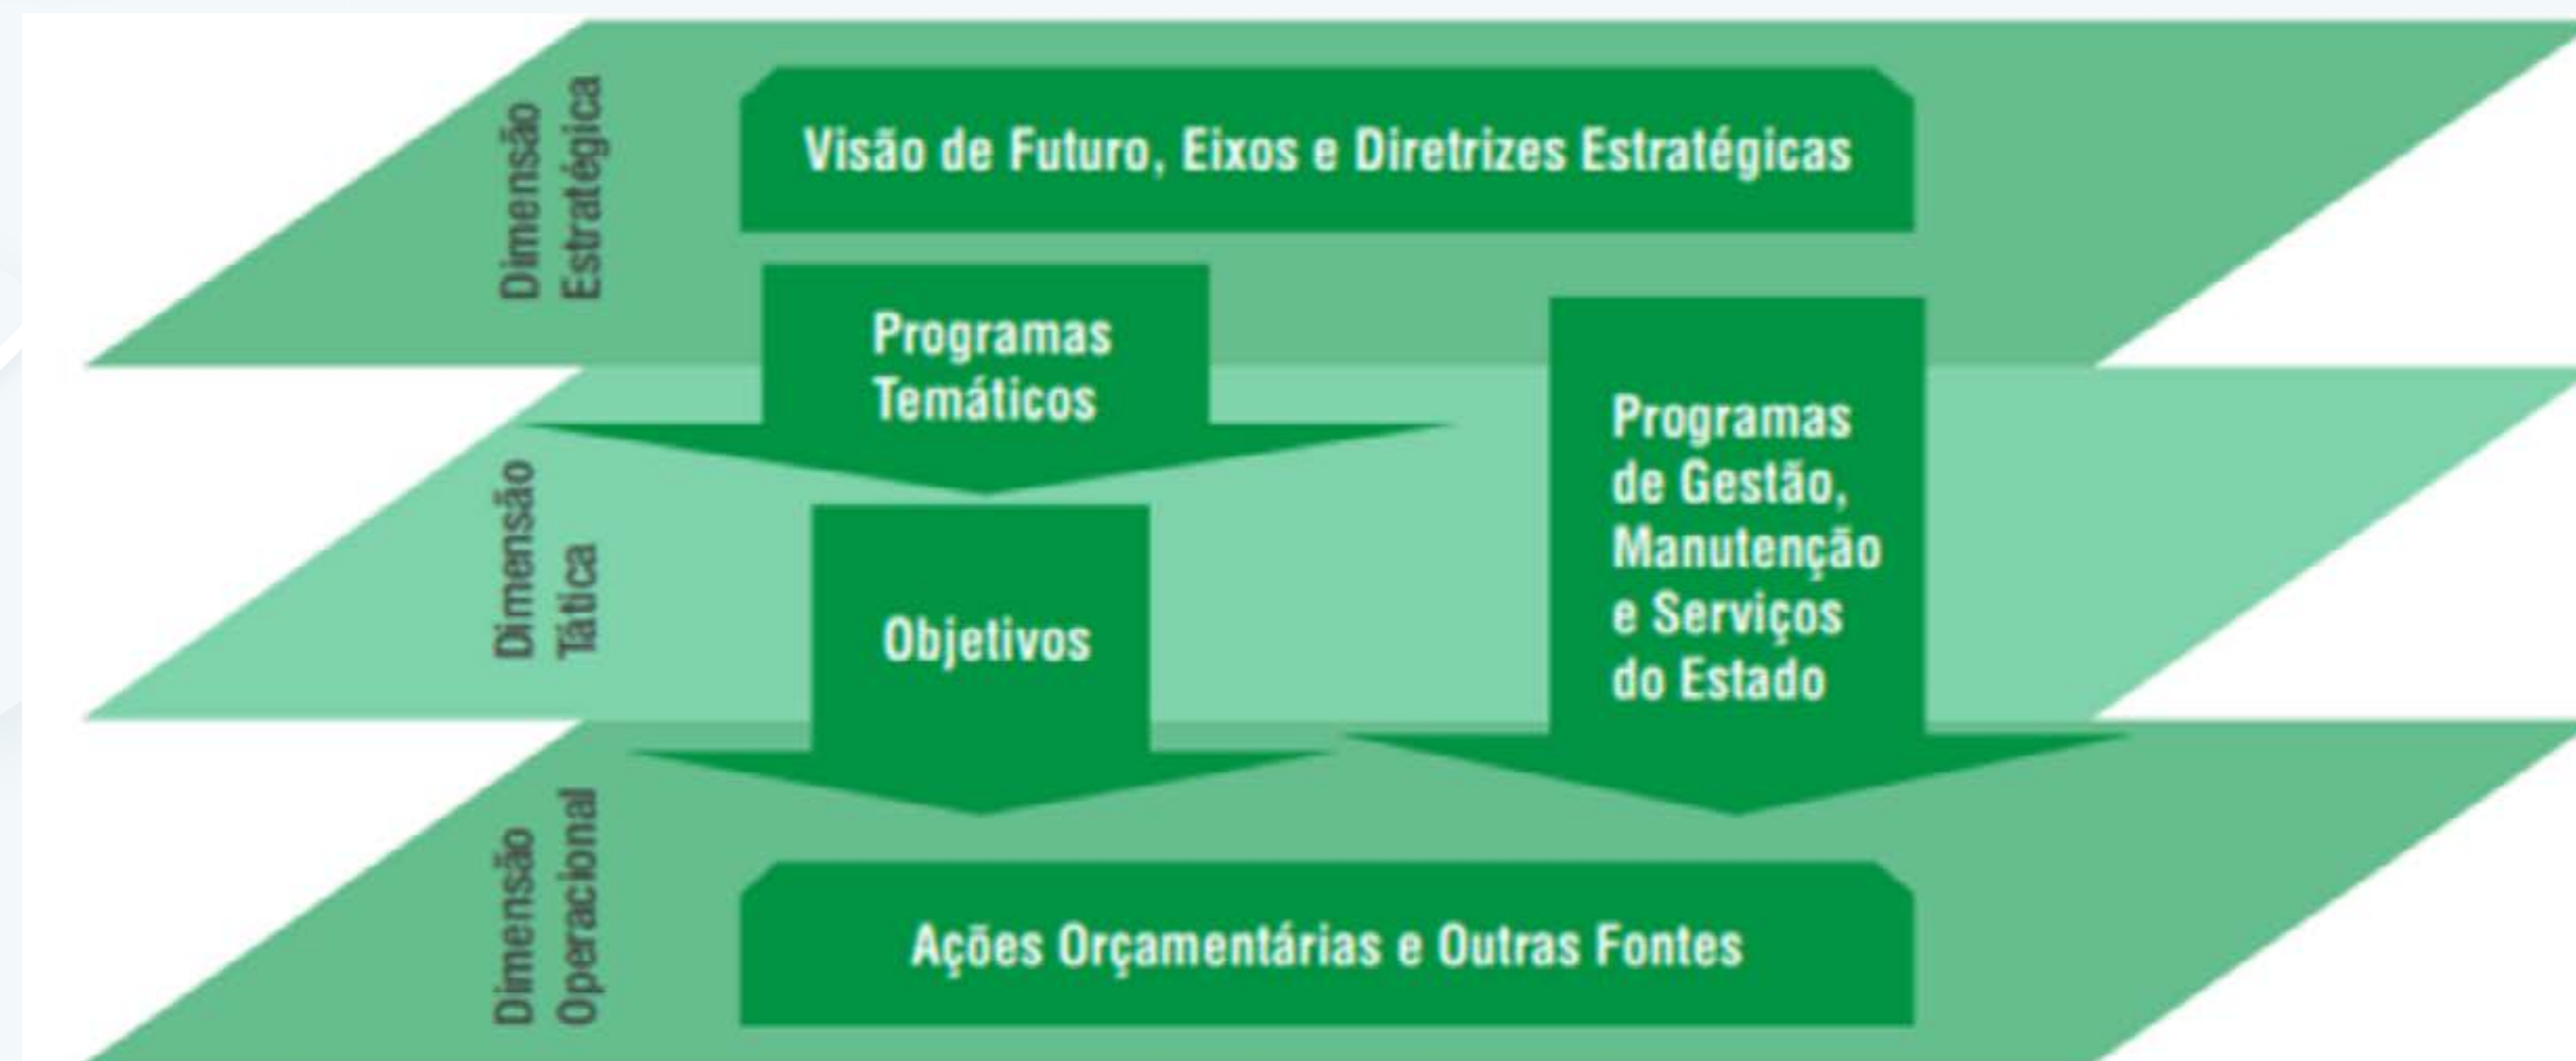 Dimensão
Estratégica
Visão de Futuro, Eixos e Diretrizes Estratégicas
Programas
Temáticos
Programas
de Gestão,
Manutenção
e Serviços
do Estado
Dimensão
Tática
Objetivos
Dimensão
Operacional
Ações Orçamentárias e Outras Fontes